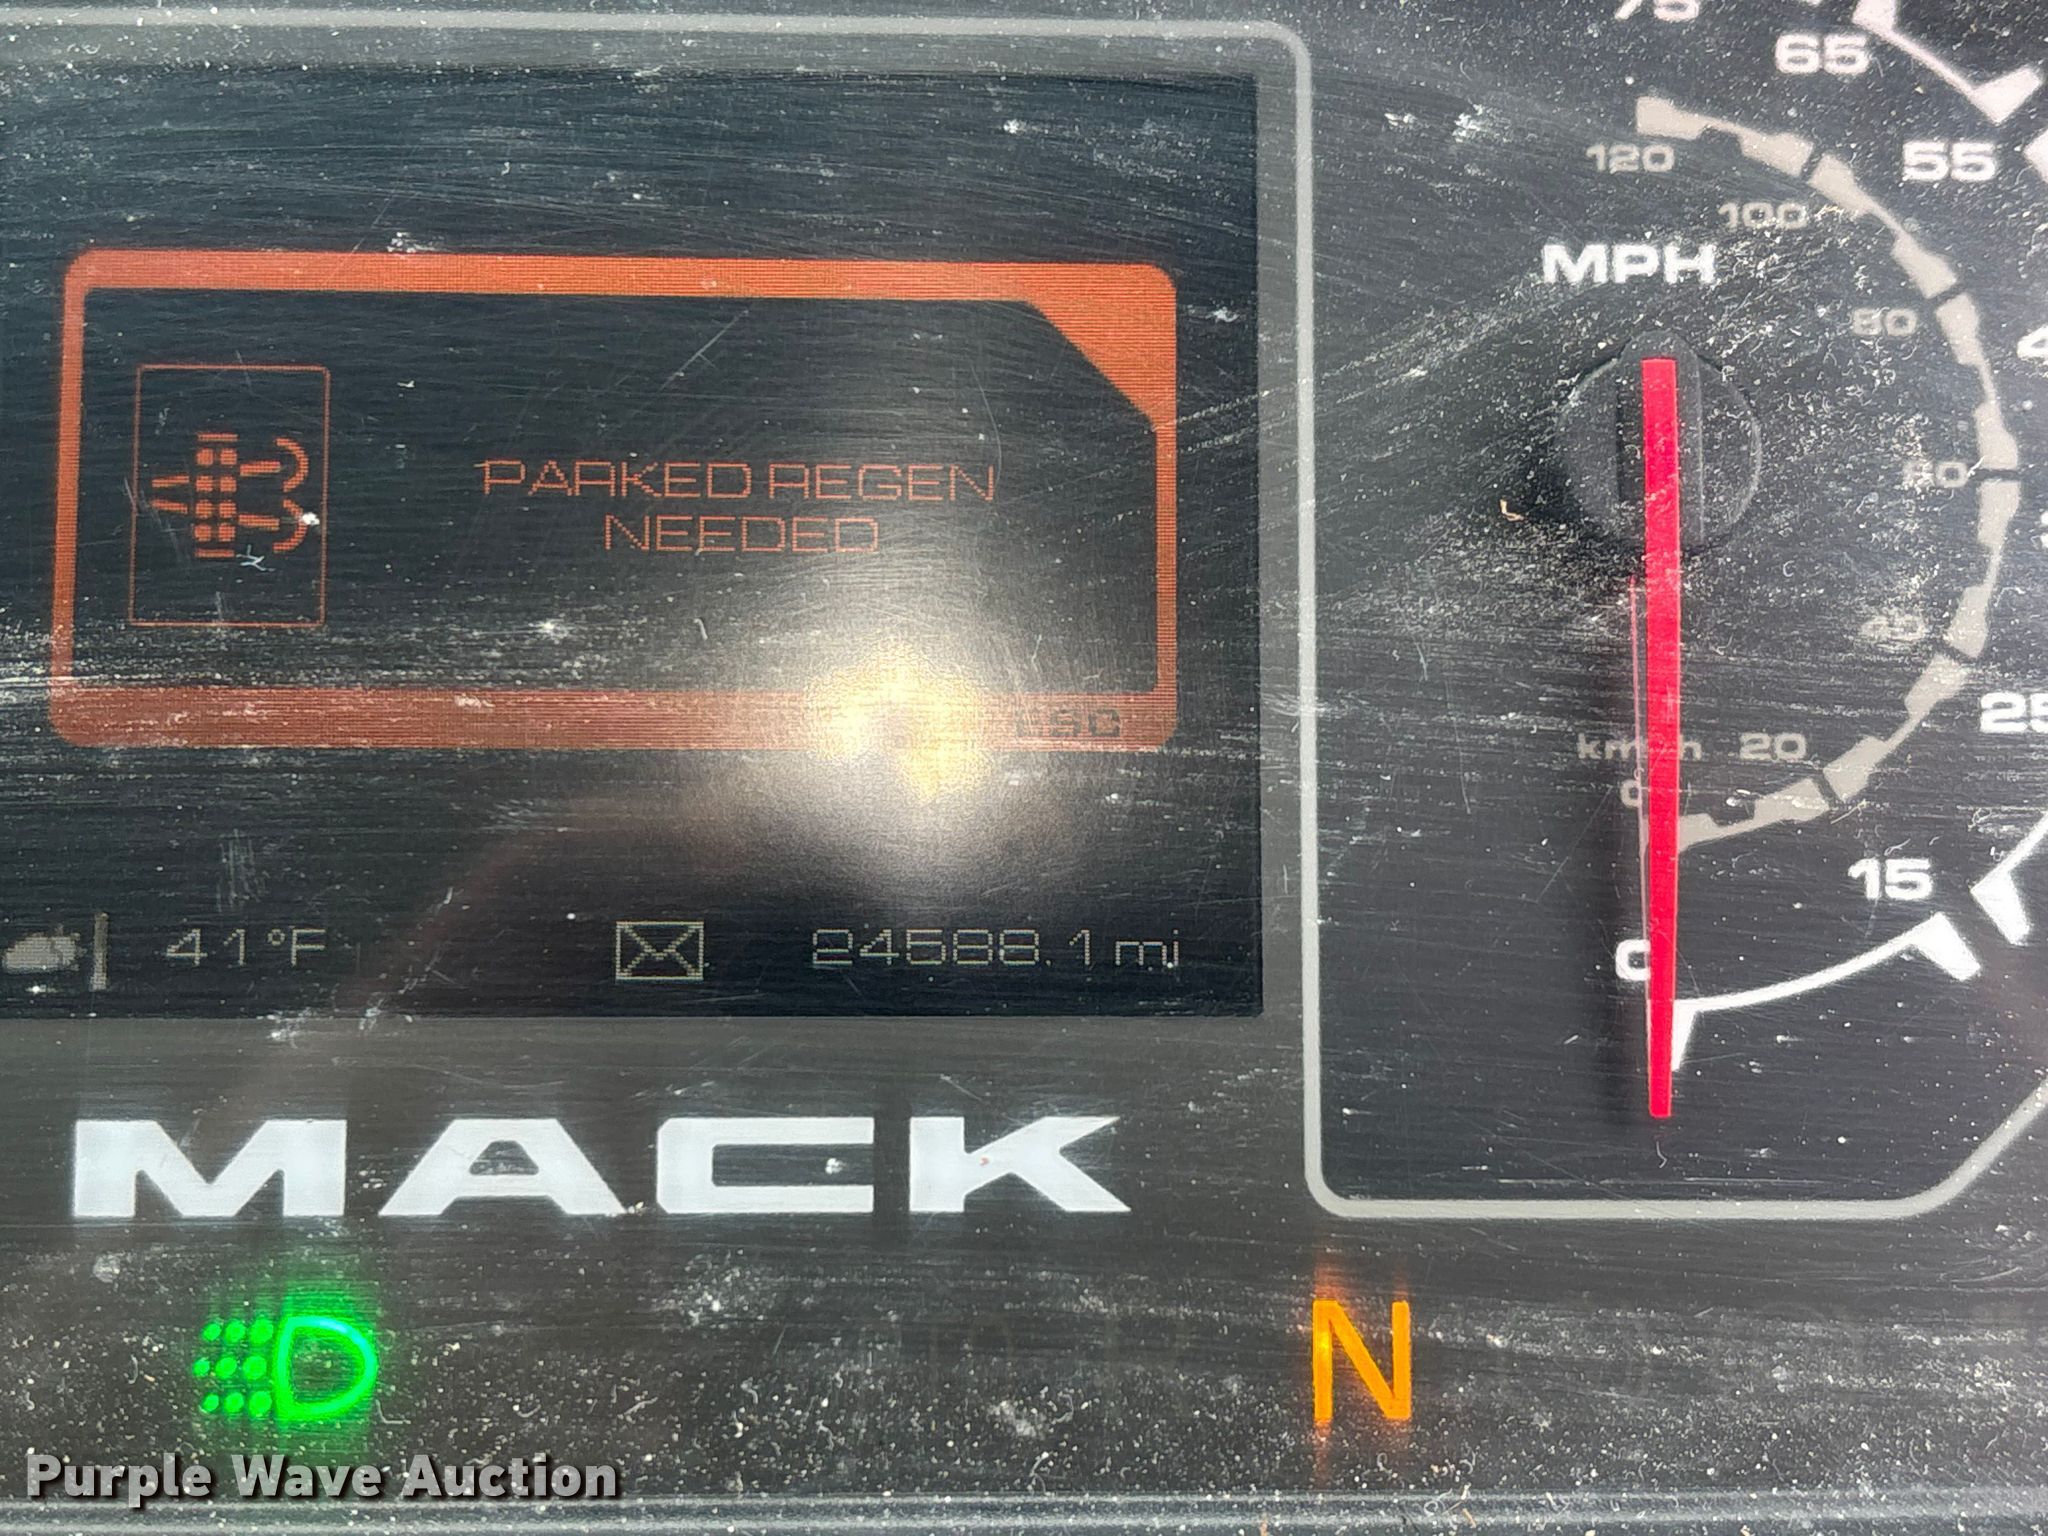 75
65
120
55
100
MPH
80
PARKED REGEN
NEEDED
60
40
25
ESC
km/h 20
0
15
41°F
24588.1 mi
0
MACK
N
Purple Wave Auction